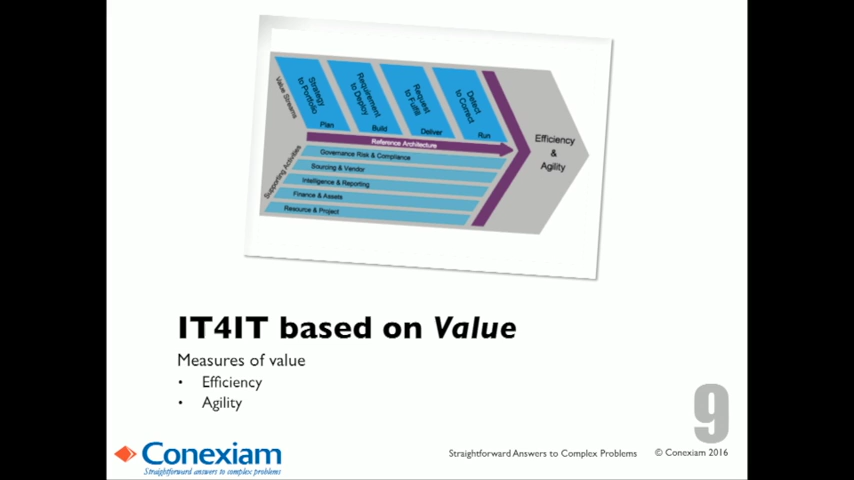 Value Streams
Strategy
to Portfolio
Plan
Requirement
to Deploy
Build
Request
to Fulfill
Deliver
Detect
to Correct
Run
Reference Architecture
Supporting Activities
Governance Risk & Compliance
Sourcing & Vendor
Intelligence & Reporting
Finance & Assets
Resource & Project
Efficiency
&
Agility
IT4IT based on Value
Measures of value
• Efficiency
• Agility
9
Conexiam
Straightforward answers to complex problems
Straightforward Answers to Complex Problems © Conexiam 2016